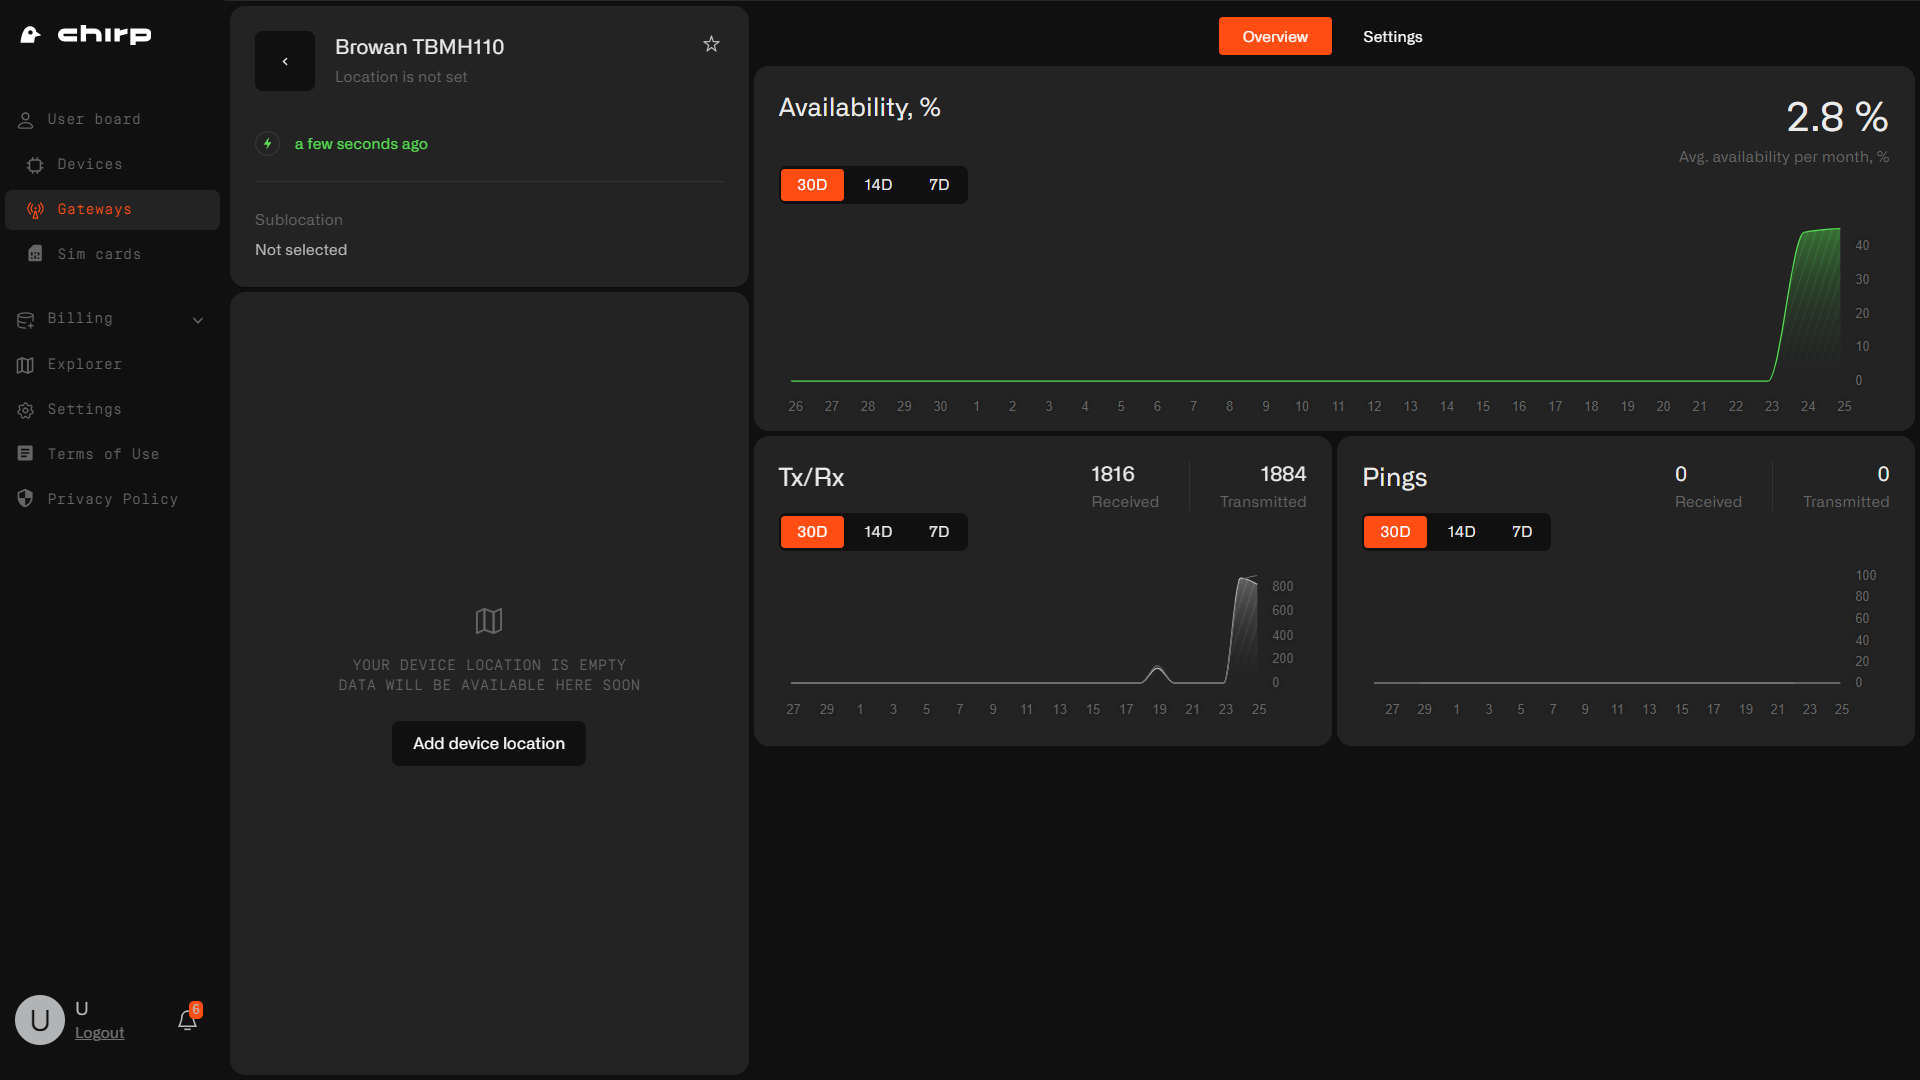 chirp
User board
Devices
Gateways
Sim cards
Billing
Explorer
Settings
Terms of Use
Privacy Policy
U
U
Logout
6
Browan TBMH110
Location is not set
a few seconds ago
Sublocation
Not selected
YOUR DEVICE LOCATION IS EMPTY
DATA WILL BE AVAILABLE HERE SOON
Add device location
Overview Settings
Availability, %
2.8 %
Avg. availability per month, %
30D 14D 7D
40
30
20
10
0
26 27 28 29 30 1 2 3 4 5 6 7 8 9 10 11 12 13 14 15 16 17 18 19 20 21 22 23 24 25
Tx/Rx
1816
Received
1884
Transmitted
30D 14D 7D
800
600
400
200
0
27 29 1 3 5 7 9 11 13 15 17 19 21 23 25
Pings
0
Received
0
Transmitted
30D 14D 7D
100
80
60
40
20
0
27 29 1 3 5 7 9 11 13 15 17 19 21 23 25